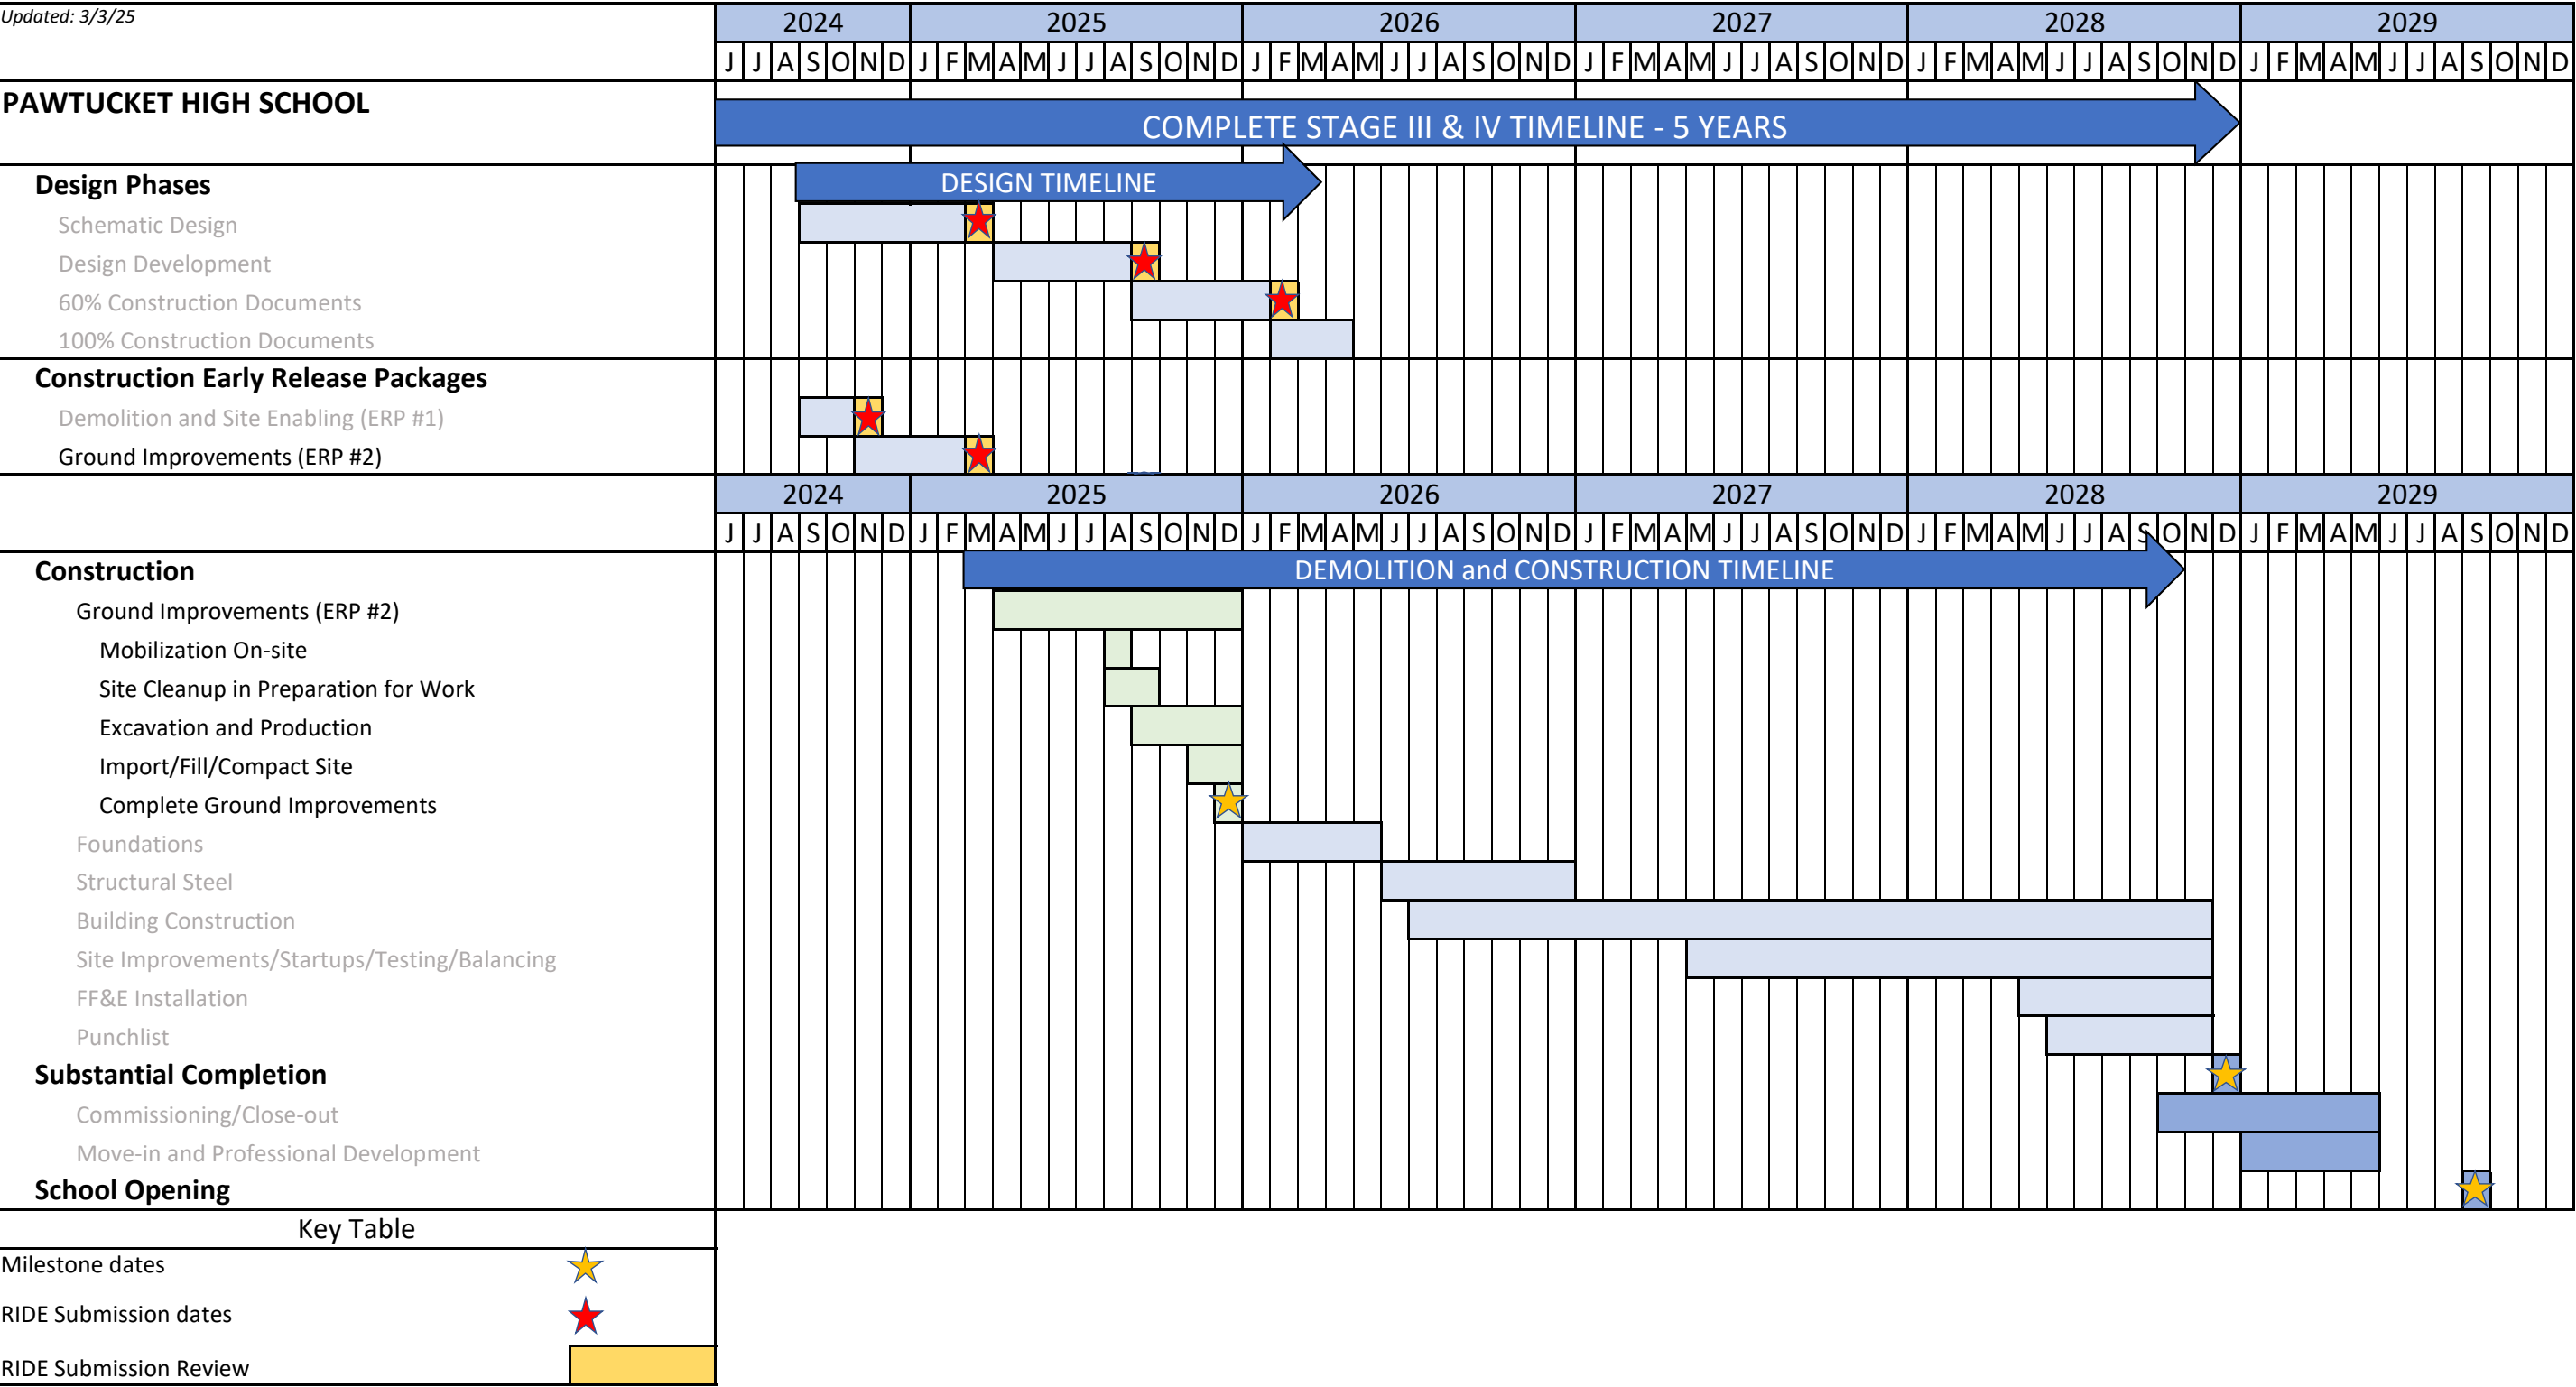 Updated: 3/3/25
2024 2025 2026 2027 2028 2029
J J A S O N D J F M A M J J A S O N D J F M A M J J A S O N D J F M A M J J A S O N D J F M A M J J A S O N D J F M A M J J A S O N D
PAWTUCKET HIGH SCHOOL
COMPLETE STAGE III & IV TIMELINE - 5 YEARS
Design Phases
DESIGN TIMELINE
Schematic Design
Design Development
60% Construction Documents
100% Construction Documents
Construction Early Release Packages
Demolition and Site Enabling (ERP #1)
Ground Improvements (ERP #2)
2024 2025 2026 2027 2028 2029
J J A S O N D J F M A M J J A S O N D J F M A M J J A S O N D J F M A M J J A S O N D J F M A M J J A S O N D J F M A M J J A S O N D
Construction
DEMOLITION and CONSTRUCTION TIMELINE
Ground Improvements (ERP #2)
Mobilization On-site
Site Cleanup in Preparation for Work
Excavation and Production
Import/Fill/Compact Site
Complete Ground Improvements
Foundations
Structural Steel
Building Construction
Site Improvements/Startups/Testing/Balancing
FF&E Installation
Punchlist
Substantial Completion
Commissioning/Close-out
Move-in and Professional Development
School Opening
Key Table
Milestone dates
RIDE Submission dates
RIDE Submission Review